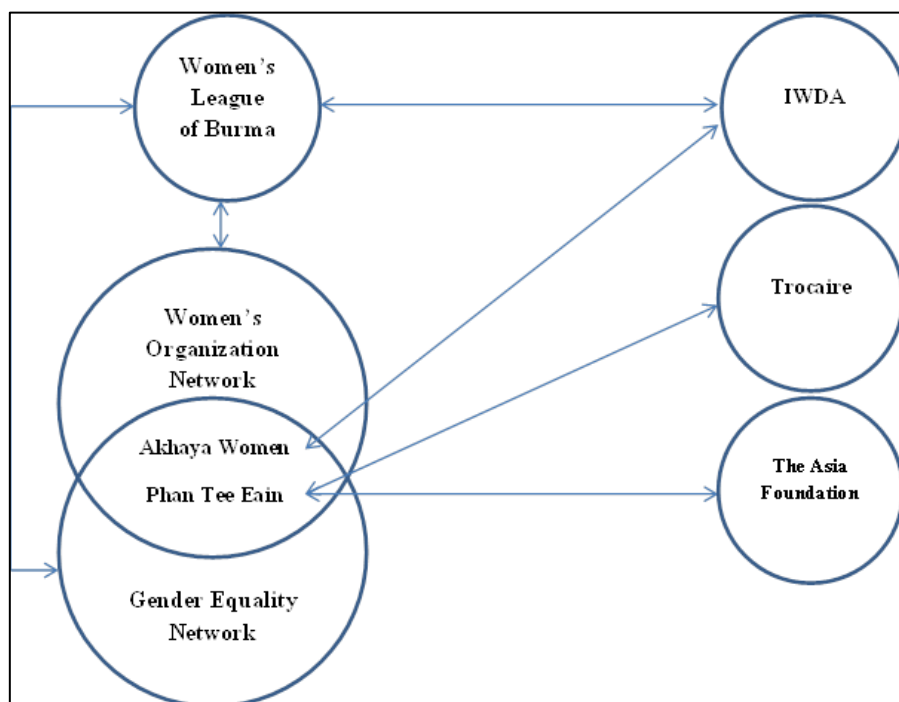 Women’s
League
of Burma
IWDA
Women’s
Organization
Network
Trocaire
Akhaya Women
Phan Tee Eain
The Asia
Foundation
Gender Equality
Network